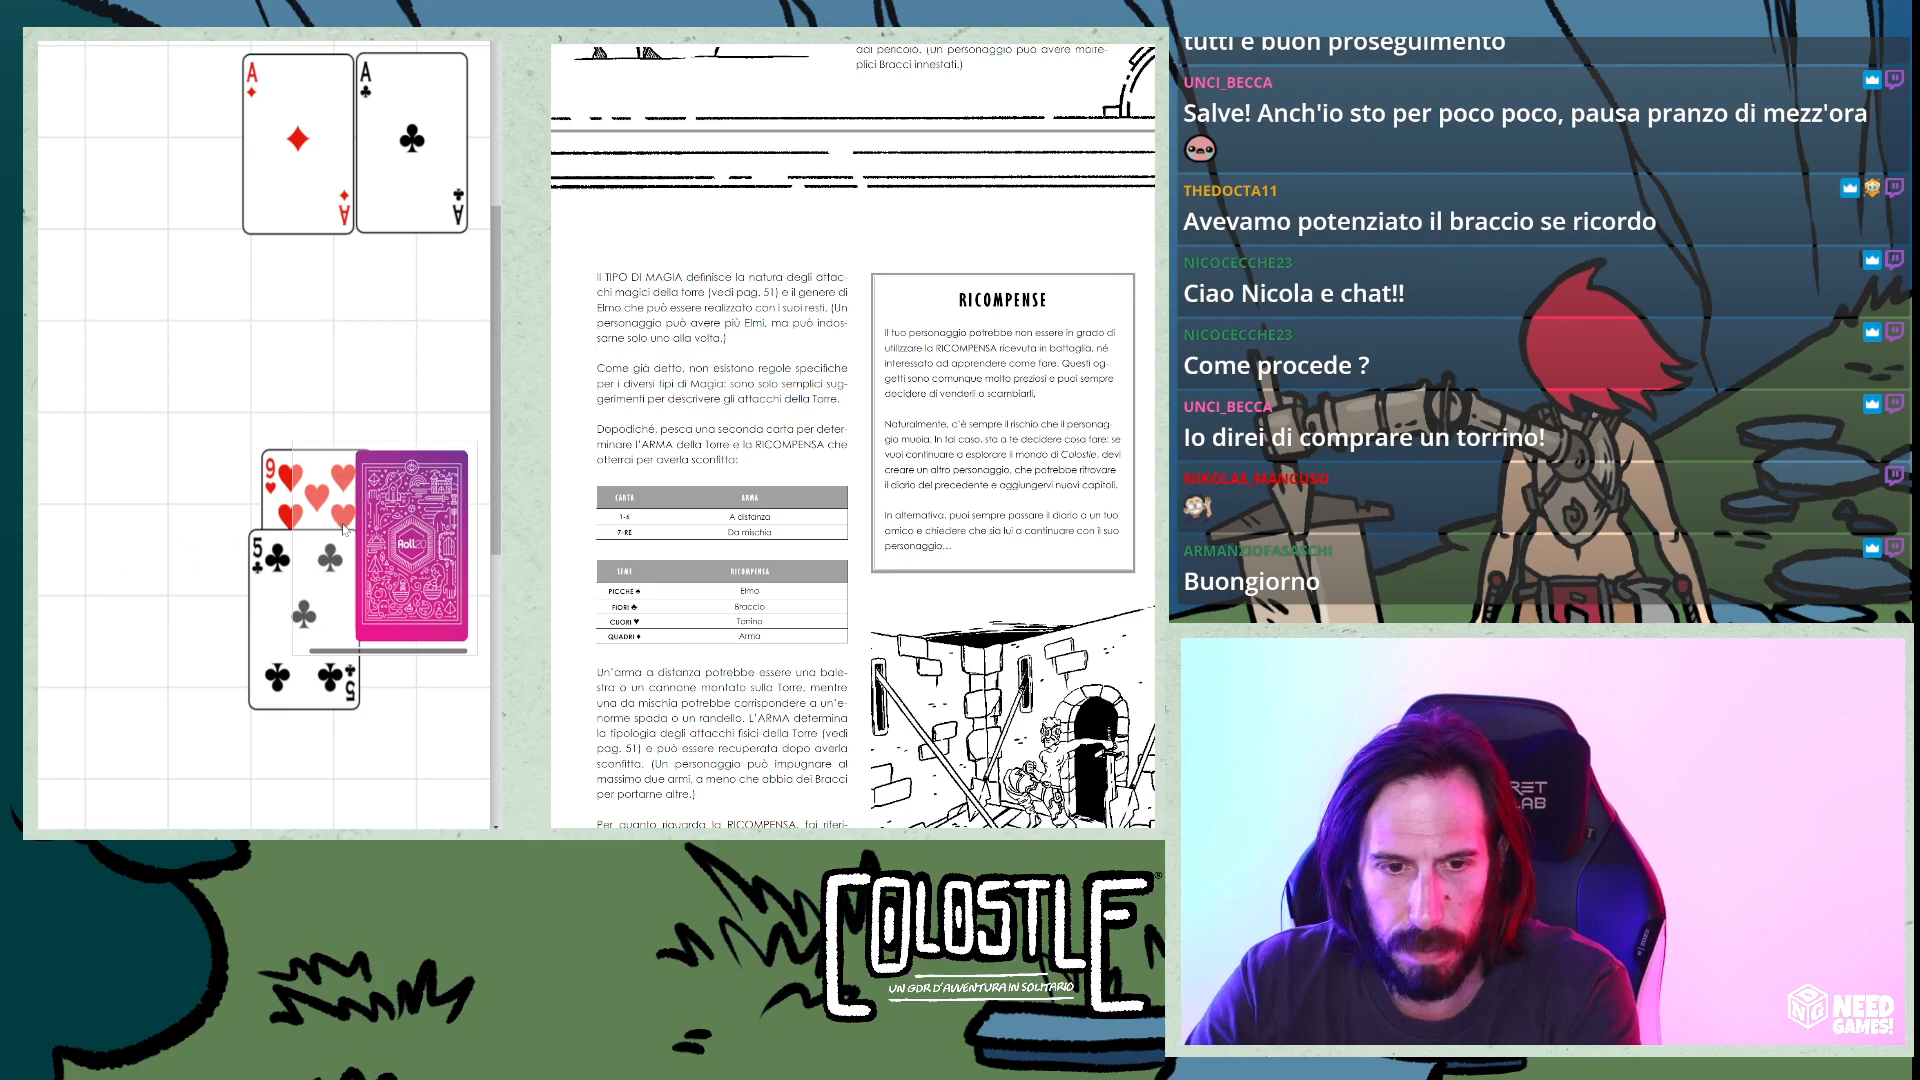 A
A
A
A
9
5
5
Roll20
dal pericolo. (Un personaggio può avere molte-
plici Bracci innestati.)
Il TIPO DI MAGIA definisce la natura degli attac-
chi magici della torre (vedi pag. 51) e il genere di
Elmo che può essere realizzato con i suoi resti. (Un
personaggio può avere più Elmi, ma può indos-
sarne solo uno alla volta.)
Come già detto, non esistono regole specifiche
per i diversi tipi di Magia: sono solo semplici sug-
gerimenti per descrivere gli attacchi della Torre.
Dopodiché, pesca una seconda carta per deter-
minare l'ARMA della Torre e la RICOMPENSA che
otterrai per averla sconfitta:
CARTA ARMA
1-6 A distanza
7-RE Da mischia
SEME RICOMPENSA
PICCHE ♠ Elmo
FIORI ♣ Braccio
CUORI ♥ Torrino
QUADRI ♦ Arma
Un'arma a distanza potrebbe essere una bale-
stra o un cannone montato sulla Torre, mentre
una da mischia potrebbe corrispondere a un'e-
norme spada o un randello. L'ARMA determina
la tipologia degli attacchi fisici della Torre (vedi
pag. 51) e può essere recuperata dopo averla
sconfitta. (Un personaggio può impugnare al
massimo due armi, a meno che abbia dei Bracci
per portarne altre.)
Per quanto riguarda la RICOMPENSA, fai riferi-
RICOMPENSE
Il tuo personaggio potrebbe non essere in grado di
utilizzare la RICOMPENSA ricevuta in battaglia, né
interessato ad apprendere come fare. Questi og-
getti sono comunque molto preziosi e puoi sempre
decidere di venderli o scambiarli.
Naturalmente, c'è sempre il rischio che il personag-
gio muoia. In tal caso, sta a te decidere cosa fare: se
vuoi continuare a esplorare il mondo di Colostle, devi
creare un altro personaggio, che potrebbe ritrovare
il diario del precedente e aggiungervi nuovi capitoli.
In alternativa, puoi sempre passare il diario a un tuo
amico e chiedere che sia lui a continuare con il suo
personaggio...
tutti e buon proseguimento
UNCI_BECCA
Salve! Anch'io sto per poco poco, pausa pranzo di mezz'ora
THEDOCTA11
Avevamo potenziato il braccio se ricordo
NICOCECCHE23
Ciao Nicola e chat!!
NICOCECCHE23
Come procede ?
UNCI_BECCA
Io direi di comprare un torrino!
NIKOLAS_MANCUSO
ARMANZIOFASASCHI
Buongiorno
COLOSTLE
UN GDR D'AVVENTURA IN SOLITARIO
NEED
GAMES!